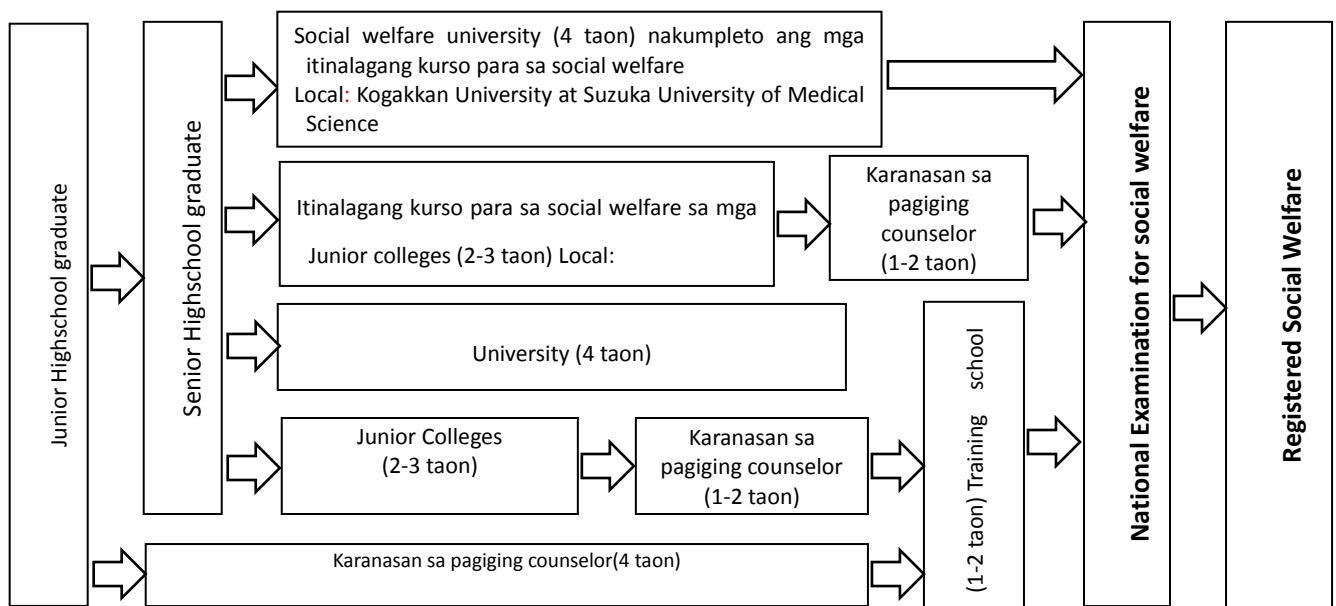 Junior Highschool graduate
Senior Highschool graduate
Social welfare university (4 taon) nakumpleto ang mga
itinalagang kurso para sa social welfare
Local: Kogakkan University at Suzuka University of Medical
Science
Itinalagang kurso para sa social welfare sa mga
Junior colleges (2-3 taon) Local:
Karanasan sa
pagiging
counselor
(1-2 taon)
University (4 taon)
Junior Colleges
(2-3 taon)
Karanasan sa
pagiging counselor
(1-2 taon)
Karanasan sa pagiging counselor(4 taon)
(1-2 taon) Training school
National Examination for social welfare
Registered Social Welfare